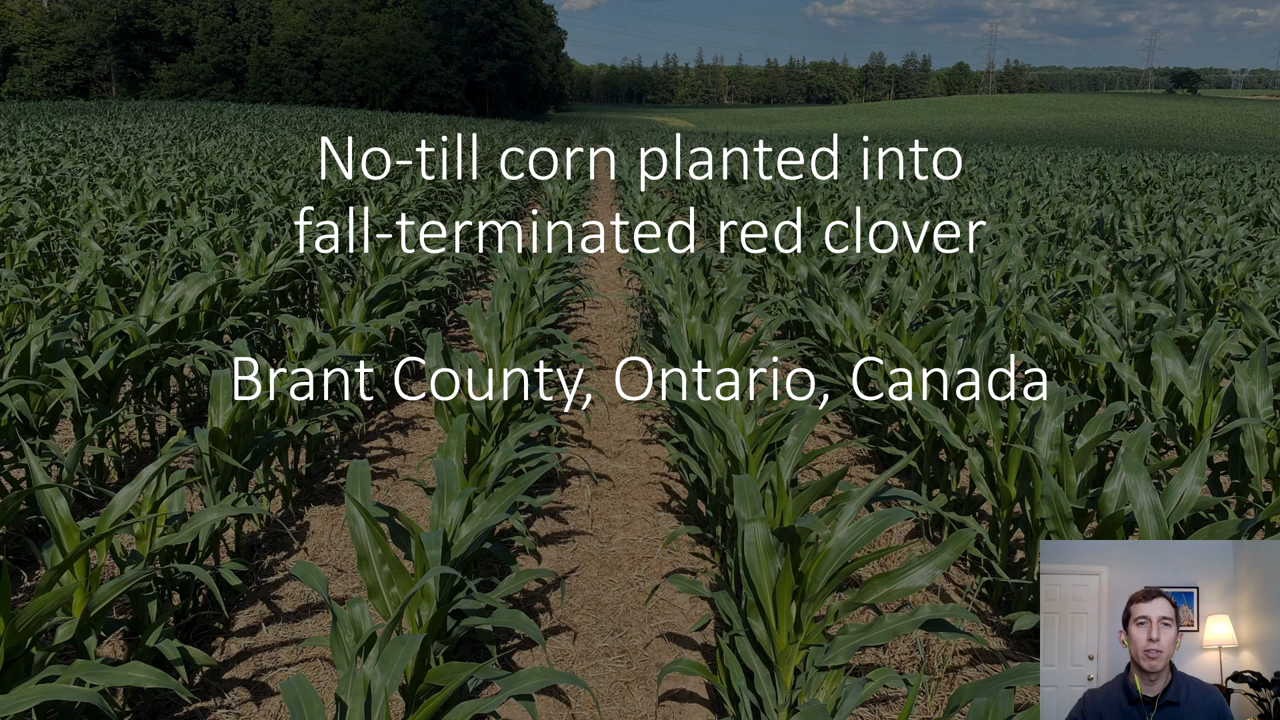 No-till corn planted into
fall-terminated red clover
Brant County, Ontario, Canada